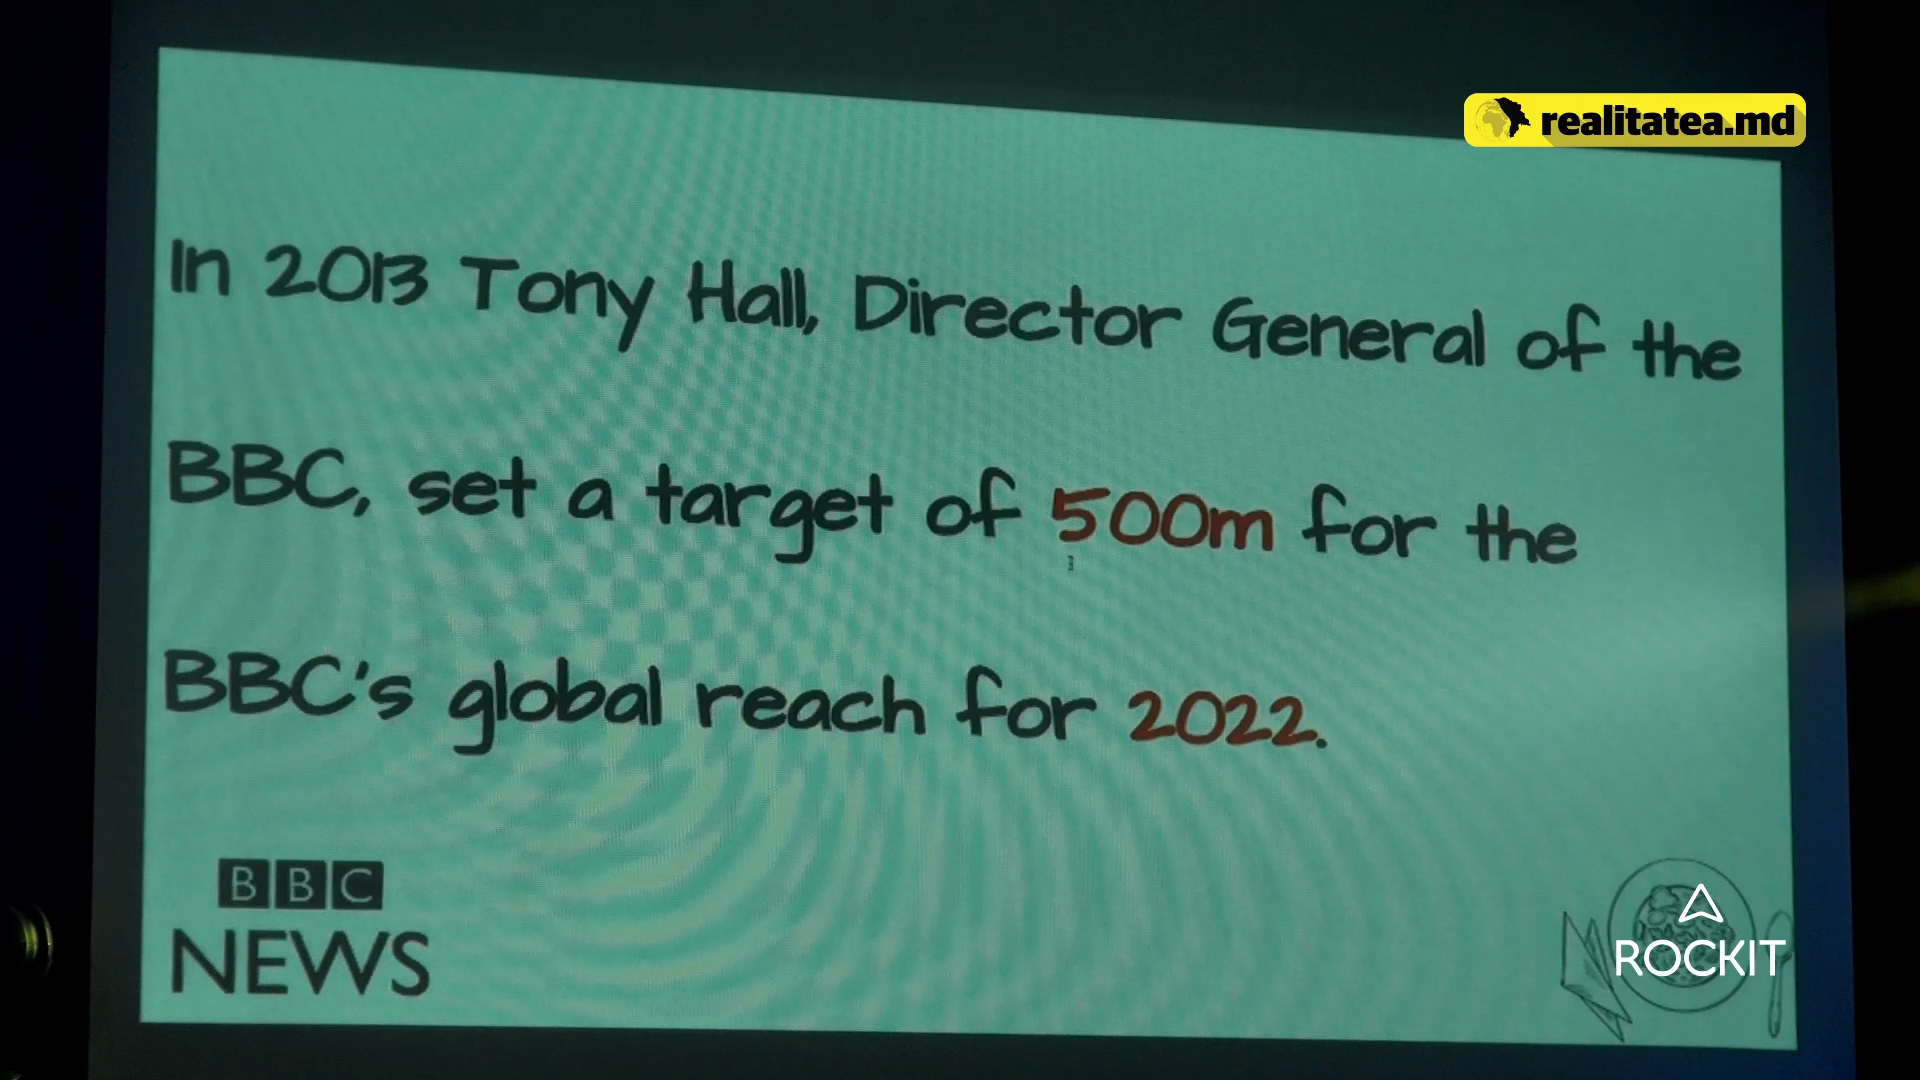 realitatea.md
In 2013 Tony Hall, Director General of the
BBC, set a target of 500m for the
BBC's global reach for 2022.
BBC
NEWS
ROCKIT